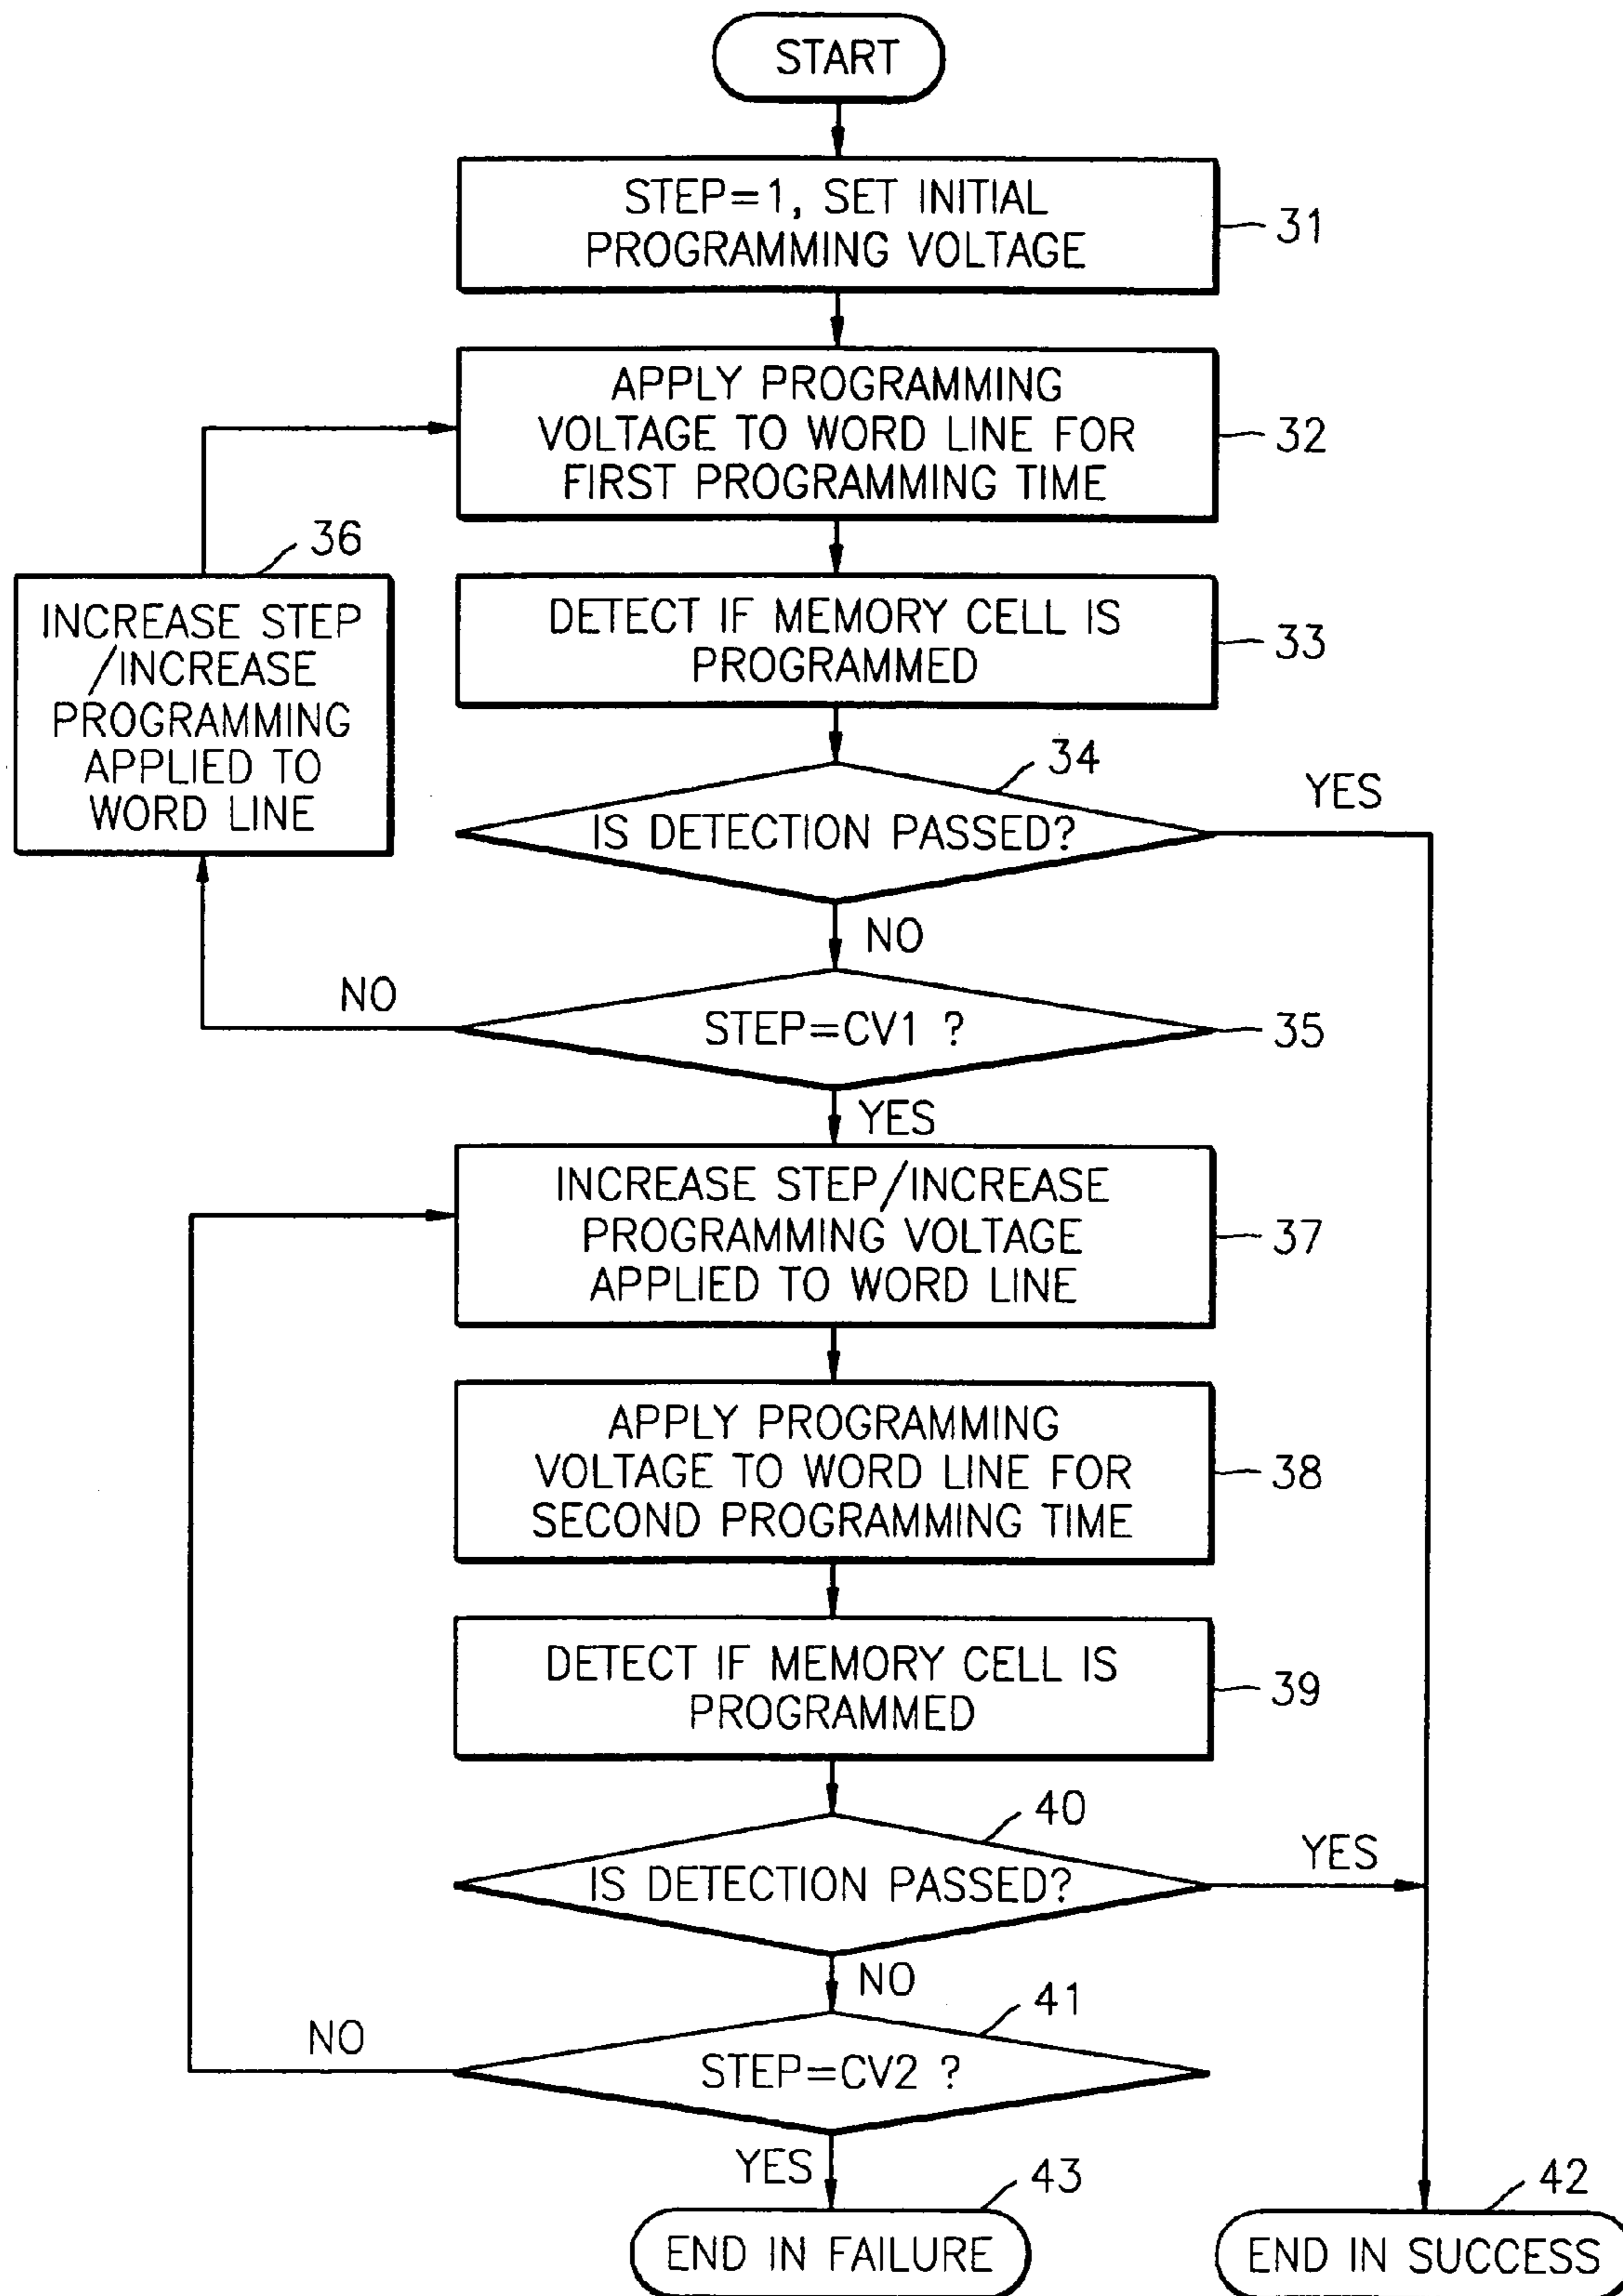 START
STEP=1, SET INITIAL
PROGRAMMING VOLTAGE
31
APPLY PROGRAMMING
VOLTAGE TO WORD LINE FOR
FIRST PROGRAMMING TIME
32
36
INCREASE STEP
/INCREASE
PROGRAMMING
APPLIED TO
WORD LINE
DETECT IF MEMORY CELL IS
PROGRAMMED
33
34
IS DETECTION PASSED?
YES
NO
STEP=CV1 ?
35
NO
YES
INCREASE STEP/INCREASE
PROGRAMMING VOLTAGE
APPLIED TO WORD LINE
37
APPLY PROGRAMMING
VOLTAGE TO WORD LINE FOR
SECOND PROGRAMMING TIME
38
DETECT IF MEMORY CELL IS
PROGRAMMED
39
40
IS DETECTION PASSED?
YES
NO
41
STEP=CV2 ?
NO
YES
43
END IN FAILURE
42
END IN SUCCESS